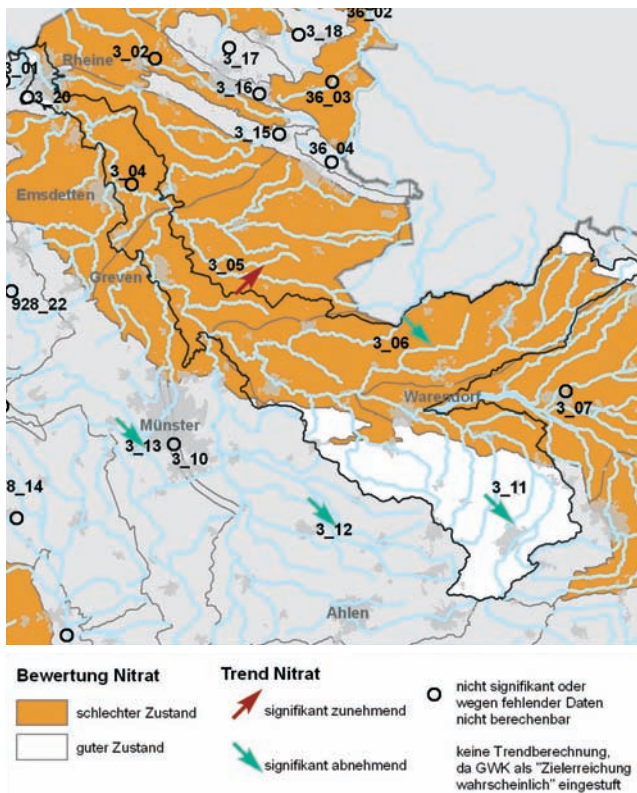 36_02
3_18
3_02
3_17
Rheine
3_01
3_16
36_03
3_20
3_15
36_04
3_04
Emsdetten
3_05
Greven
928_22
3_06
Warendorf
3_07
Münster
3_13
3_10
3_11
8_14
3_12
Ahlen
Bewertung Nitrat
schlechter Zustand
guter Zustand
Trend Nitrat
signifikant zunehmend
signifikant abnehmend
nicht signifikant oder
wegen fehlender Daten
nicht berechenbar
keine Trendberechnung,
da GWK als "Zielerreichung
wahrscheinlich" eingestuft